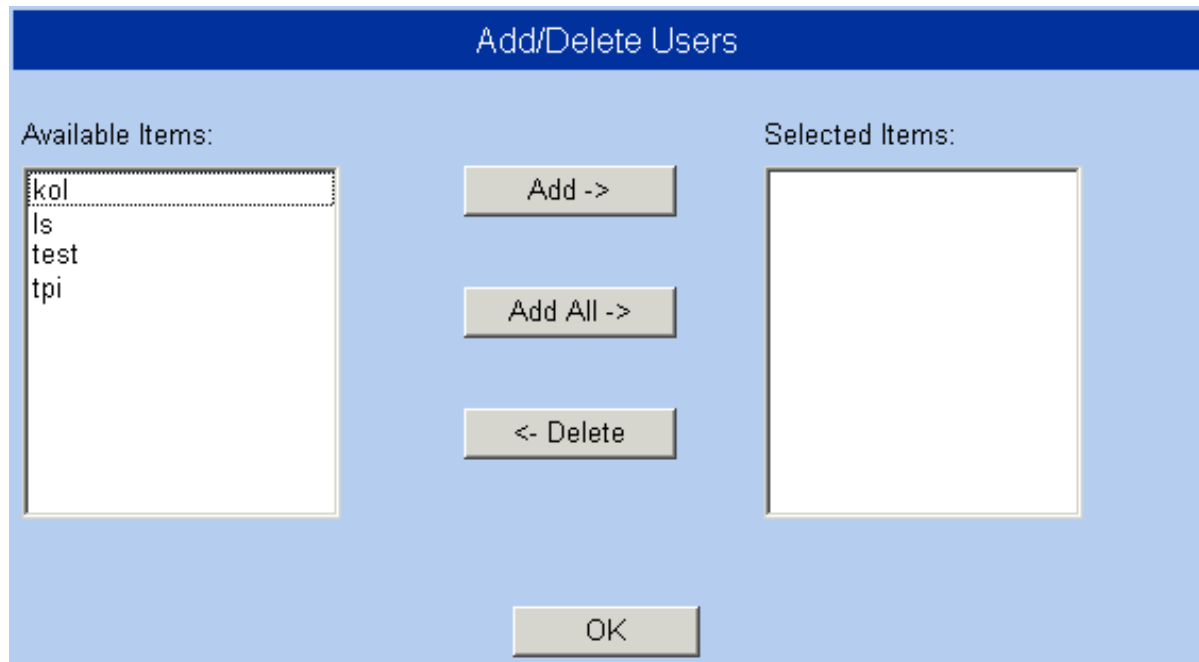 Add/Delete Users
Available Items:
Selected Items:
kol
ls
test
tpi
Add ->
Add All ->
<- Delete
OK